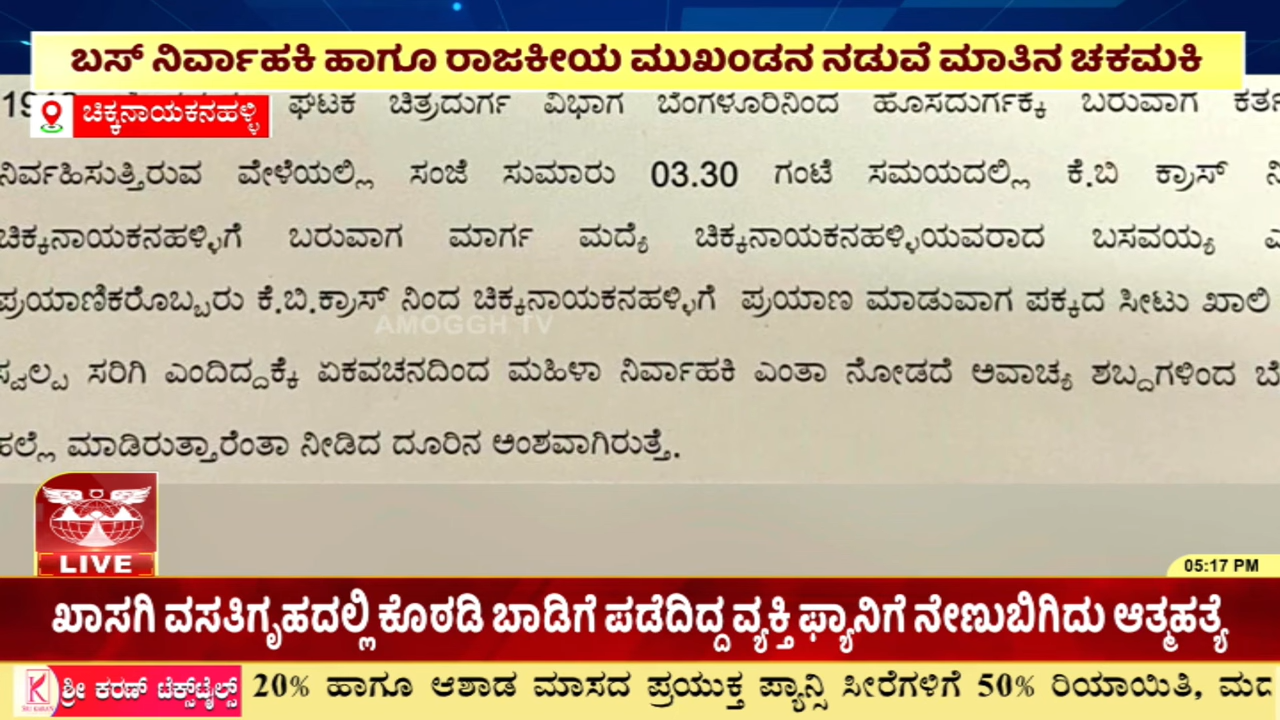 ಬಸ್ ನಿರ್ವಾಹಕಿ ಹಾಗೂ ರಾಜಕೀಯ ಮುಖಂಡನ ನಡುವೆ ಮಾತಿನ ಚಕಮಕಿ
ಚಿಕ್ಕನಾಯಕನಹಳ್ಳಿ
ಘಟಕ ಚಿತ್ರದುರ್ಗ ವಿಭಾಗ ಬೆಂಗಳೂರಿನಿಂದ ಹೊಸದುರ್ಗಕ್ಕೆ ಬರುವಾಗ
ನಿರ್ವಹಿಸುತ್ತಿರುವ ವೇಳೆಯಲ್ಲಿ ಸಂಜೆ ಸುಮಾರು 03.30 ಗಂಟೆ ಸಮಯದಲ್ಲಿ ಕೆ.ಬಿ ಕ್ರಾಸ್
ಚಿಕ್ಕನಾಯಕನಹಳ್ಳಿಗೆ ಬರುವಾಗ ಮಾರ್ಗ ಮದ್ಯೆ ಚಿಕ್ಕನಾಯಕನಹಳ್ಳಿಯವರಾದ ಬಸವಯ್ಯ
ಪ್ರಯಾಣಿಕರೊಬ್ಬರು ಕೆ.ಬಿ.ಕ್ರಾಸ್ ನಿಂದ ಚಿಕ್ಕನಾಯಕನಹಳ್ಳಿಗೆ ಪ್ರಯಾಣ ಮಾಡುವಾಗ ಪಕ್ಕದ ಸೀಟು ಖಾಲಿ
AMOGGH TV
ಸ್ವಲ್ಪ ಸರಿಗಿ ಎಂದಿದ್ದಕ್ಕೆ ಏಕವಚನದಿಂದ ಮಹಿಳಾ ನಿರ್ವಾಹಕಿ ಎಂತಾ ನೋಡದೆ ಅವಾಚ್ಯ ಶಬ್ದಗಳಿಂದ
ಹಲ್ಲೆ ಮಾಡಿರುತ್ತಾರೆಂತಾ ನೀಡಿದ ದೂರಿನ ಅಂಶವಾಗಿರುತ್ತೆ.
LIVE
05:17 PM
ಖಾಸಗಿ ವಸತಿಗೃಹದಲ್ಲಿ ಕೊಠಡಿ ಬಾಡಿಗೆ ಪಡೆದಿದ್ದ ವ್ಯಕ್ತಿ ಫ್ಯಾನಿಗೆ ನೇಣುಬಿಗಿದು ಆತ್ಮಹತ್ಯೆ
ಶ್ರೀ ಕರಣ್ ಟೆಕ್ಸ್‌ಟೈಲ್ಸ್ 20% ಹಾಗೂ ಆಶಾಡ ಮಾಸದ ಪ್ರಯುಕ್ತ ಪ್ಯಾನ್ಸಿ ಸೀರೆಗಳಿಗೆ 50% ರಿಯಾಯಿತಿ,